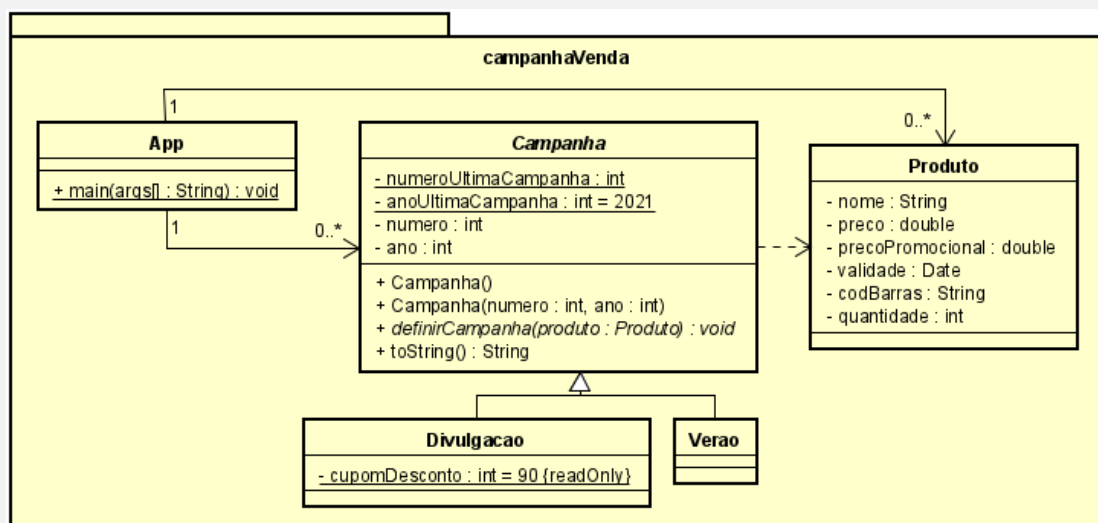 campanhaVenda
1
0..*
App
+ main(args[] : String) : void
1
0..*
Campanha
- numeroUltimaCampanha : int
- anoUltimaCampanha : int = 2021
- numero : int
- ano : int
+ Campanha()
+ Campanha(numero : int, ano : int)
+ definirCampanha(produto : Produto) : void
+ toString() : String
Produto
- nome : String
- preco : double
- precoPromocional : double
- validade : Date
- codBarras : String
- quantidade : int
Divulgacao
- cupomDesconto : int = 90 {readOnly}
Verao